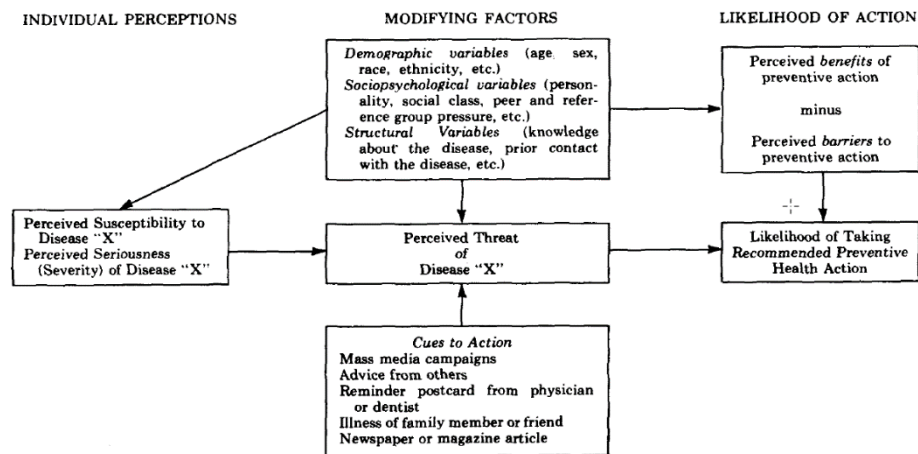 INDIVIDUAL PERCEPTIONS
MODIFYING FACTORS
LIKELIHOOD OF ACTION
Demographic variables (age, sex,
race, ethnicity, etc.)
Sociopsychological variables (person-
ality, social class, peer and refer-
ence group pressure, etc.)
Structural Variables (knowledge
about the disease, prior contact
with the disease, etc.)
Perceived benefits of
preventive action
minus
Perceived barriers to
preventive action
Perceived Susceptibility to
Disease "X"
Perceived Seriousness
(Severity) of Disease "X"
Perceived Threat
of
Disease "X"
Likelihood of Taking
Recommended Preventive
Health Action
Cues to Action
Mass media campaigns
Advice from others
Reminder postcard from physician
or dentist
Illness of family member or friend
Newspaper or magazine article